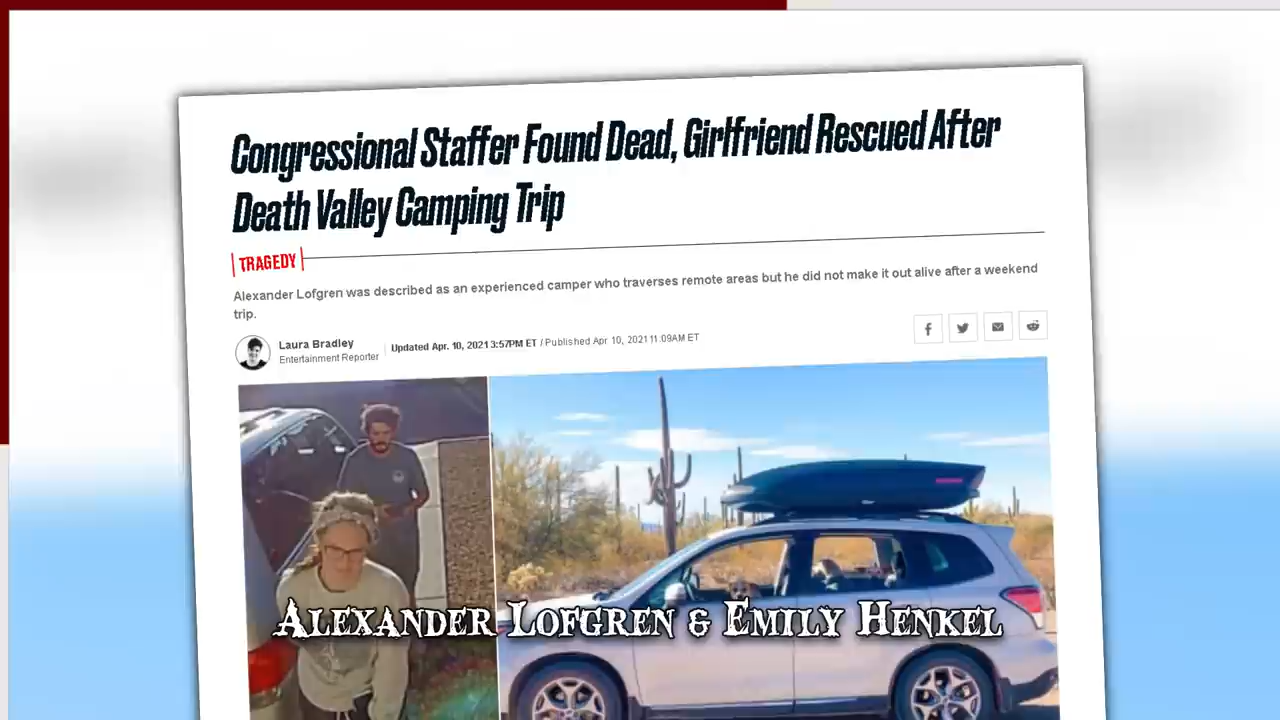 Congressional Staffer Found Dead, Girlfriend Rescued After
Death Valley Camping Trip
TRAGEDY
Alexander Lofgren was described as an experienced camper who traverses remote areas but he did not make it out alive after a weekend
trip.
Laura Bradley
Entertainment Reporter
Updated Apr. 10, 2021 3:57PM ET / Published Apr 10, 2021 11:09AM ET
ALEXANDER LOFGREN & EMILY HENKEL